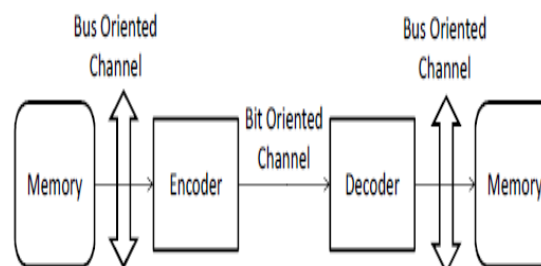 Bus Oriented
Channel
Bus Oriented
Channel
Bit Oriented
Channel
Memory
Encoder
Decoder
Memory